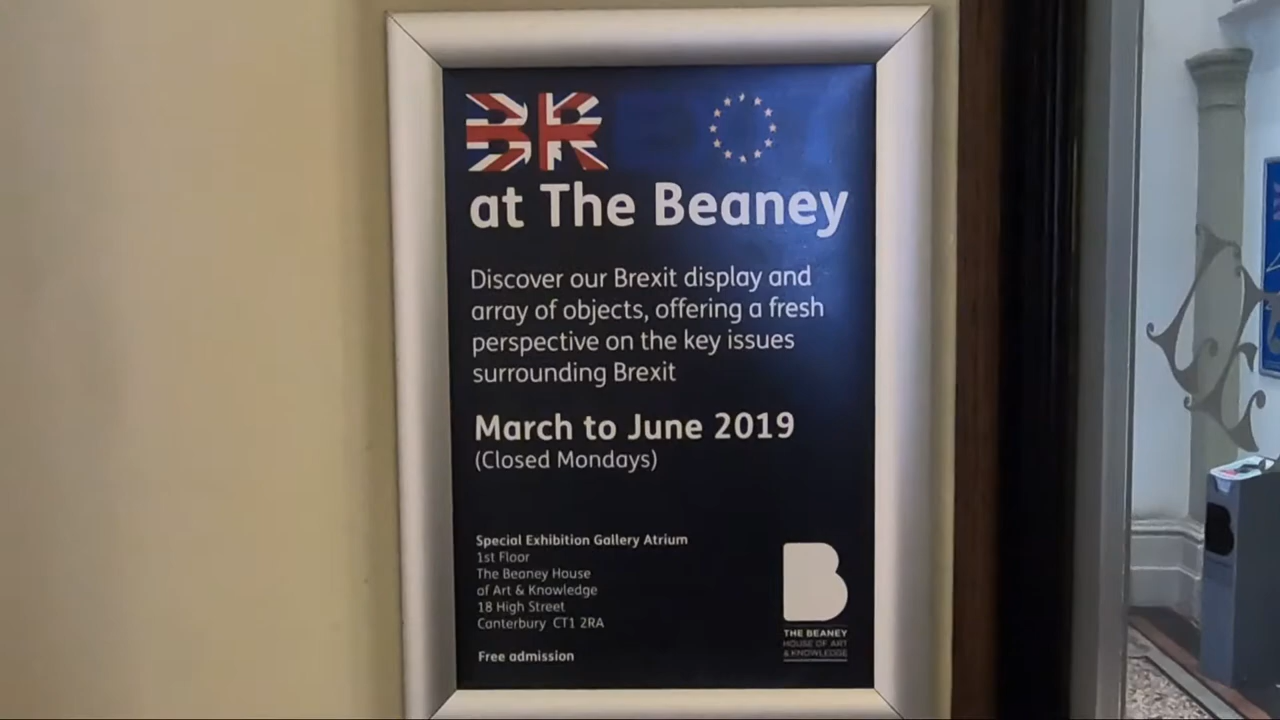 BR
at The Beaney
Discover our Brexit display and
array of objects, offering a fresh
perspective on the key issues
surrounding Brexit
March to June 2019
(Closed Mondays)
Special Exhibition Gallery Atrium
1st Floor
The Beaney House
of Art & Knowledge
18 High Street
Canterbury CT1 2RA
Free admission
B
THE BEANEY
HOUSE OF ART
& KNOWLEDGE